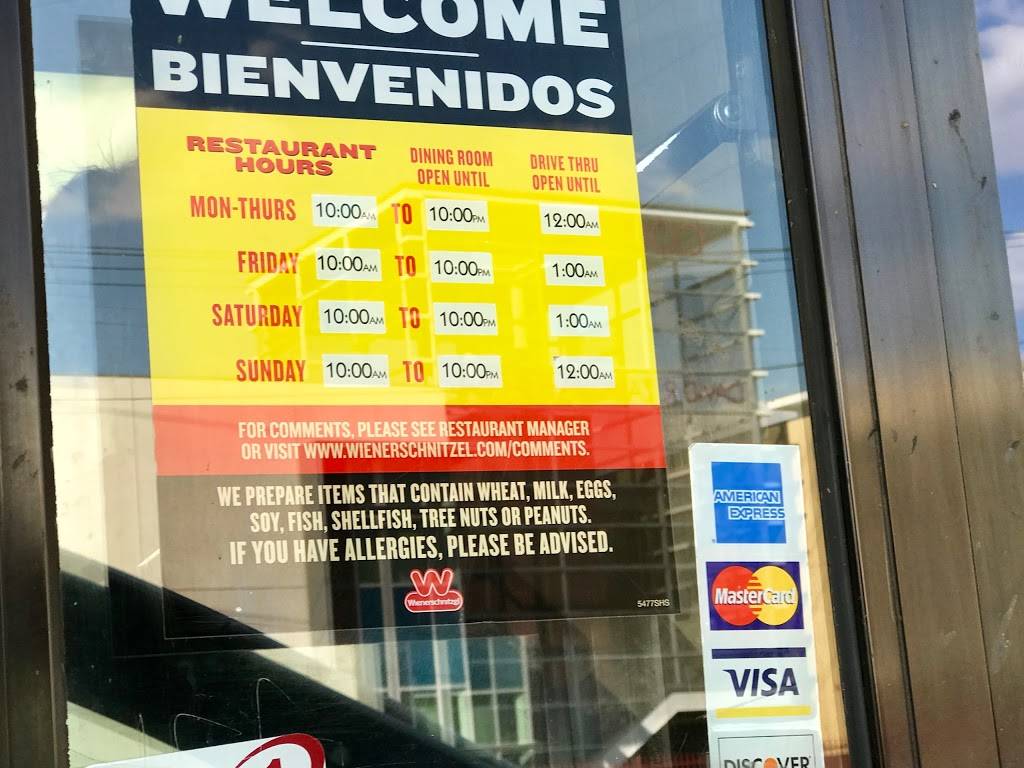 WELCOME
BIENVENIDOS
RESTAURANT HOURS
DINING ROOM OPEN UNTIL
DRIVE THRU OPEN UNTIL
MON-THURS 10:00AM TO 10:00PM 12:00AM
FRIDAY 10:00AM TO 10:00PM 1:00AM
SATURDAY 10:00AM TO 10:00PM 1:00AM
SUNDAY 10:00AM TO 10:00PM 12:00AM
FOR COMMENTS, PLEASE SEE RESTAURANT MANAGER
OR VISIT WWW.WIENERSCHNITZEL.COM/COMMENTS.
WE PREPARE ITEMS THAT CONTAIN WHEAT, MILK, EGGS,
SOY, FISH, SHELLFISH, TREE NUTS OR PEANUTS.
IF YOU HAVE ALLERGIES, PLEASE BE ADVISED.
W
Wienerschnitzel
5477SHS
AMERICAN
EXPRESS
MasterCard
VISA
DISCOVER